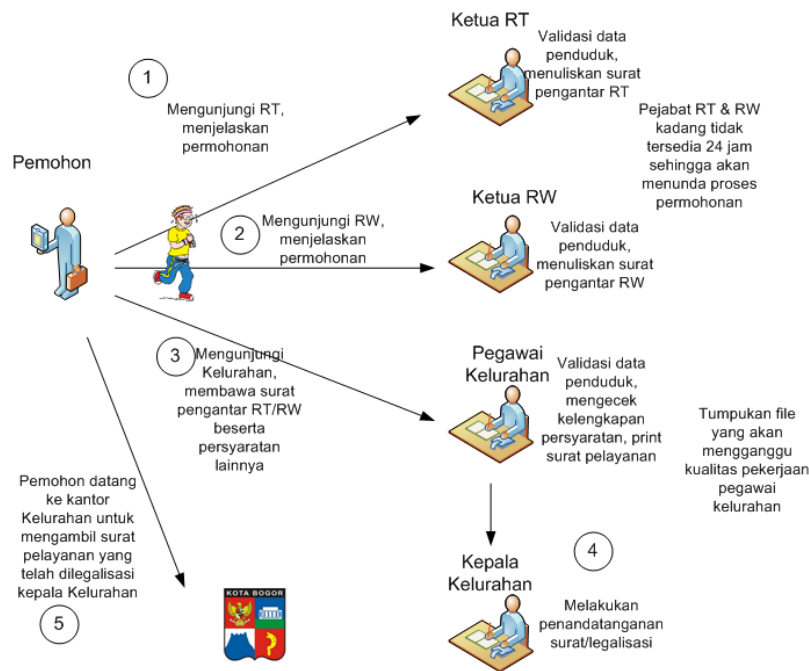 Ketua RT
Validasi data
penduduk,
menuliskan surat
pengantar RT
1
Mengunjungi RT,
menjelaskan
permohonan
Pejabat RT & RW
kadang tidak
tersedia 24 jam
sehingga akan
menunda proses
permohonan
Pemohon
Ketua RW
2
Mengunjungi RW,
menjelaskan
permohonan
Validasi data
penduduk,
menuliskan surat
pengantar RW
3
Mengunjungi
Kelurahan,
membawa surat
pengantar RT/RW
beserta
persyaratan
lainnya
Pegawai
Kelurahan
Validasi data
penduduk,
mengecek
kelengkapan
persyaratan, print
surat pelayanan
Tumpukan file
yang akan
mengganggu
kualitas pekerjaan
pegawai
kelurahan
Pemohon datang
ke kantor
Kelurahan untuk
mengambil surat
pelayanan yang
telah dilegalisasi
kepala Kelurahan
5
KOTA BOGOR
4
Kepala
Kelurahan
Melakukan
penandatanganan
surat/legalisasi